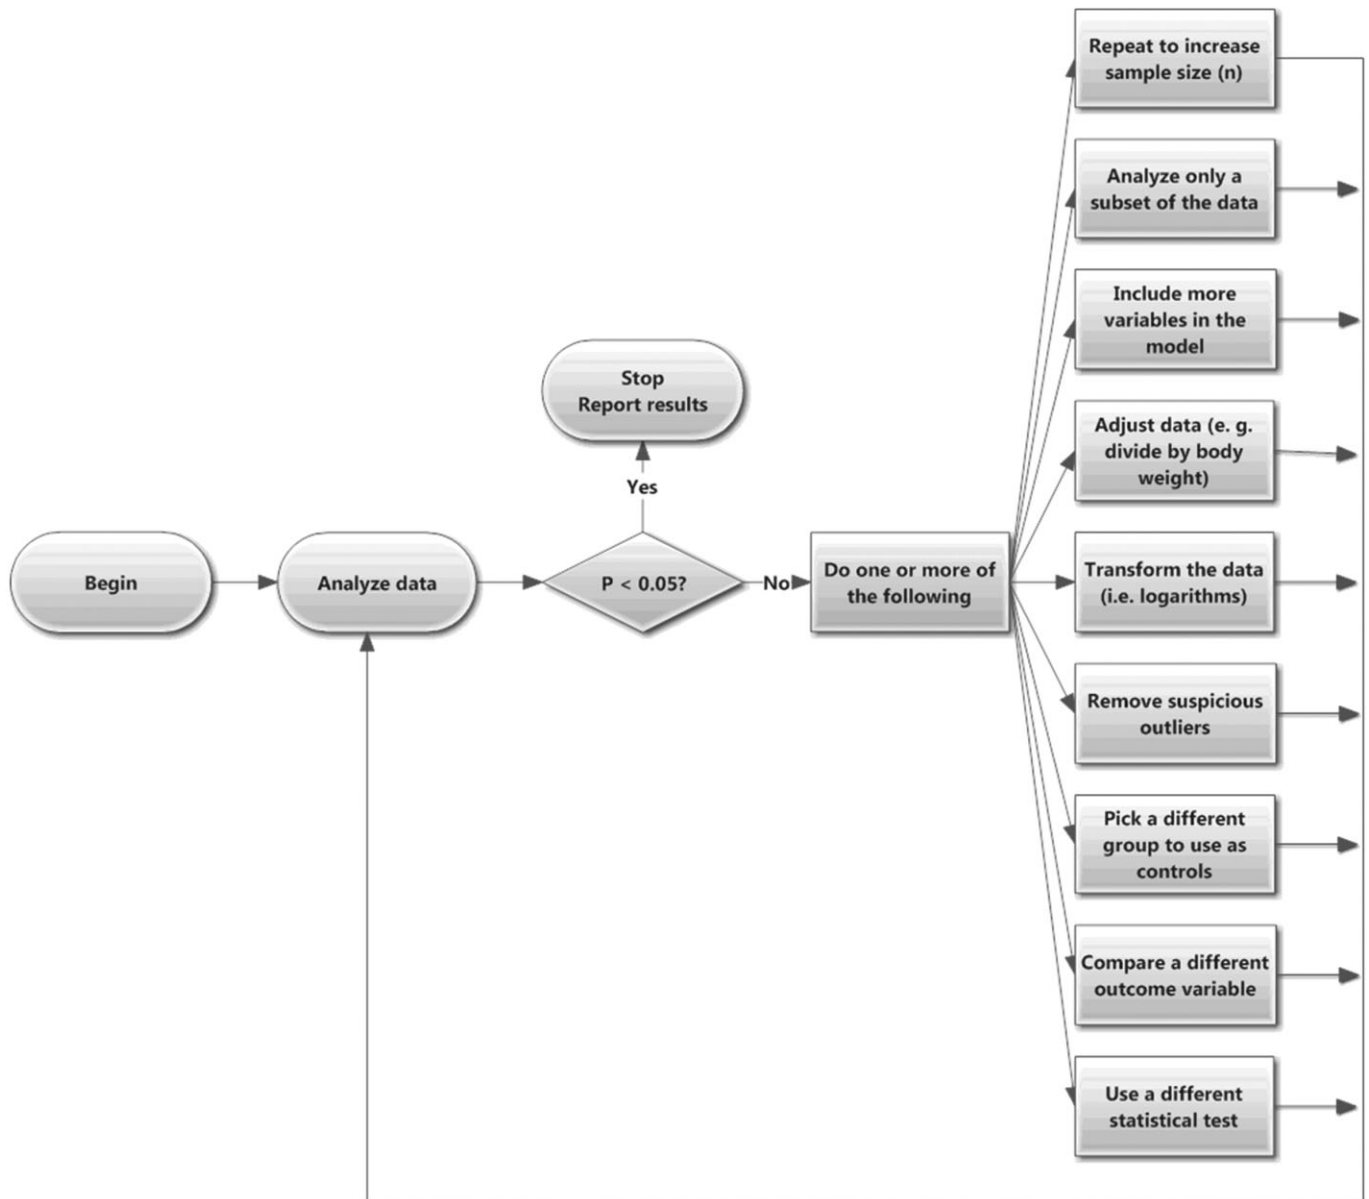 Begin
Analyze data
P < 0.05?
Yes
Stop
Report results
No
Do one or more of
the following
Repeat to increase
sample size (n)
Analyze only a
subset of the data
Include more
variables in the
model
Adjust data (e. g.
divide by body
weight)
Transform the data
(i.e. logarithms)
Remove suspicious
outliers
Pick a different
group to use as
controls
Compare a different
outcome variable
Use a different
statistical test